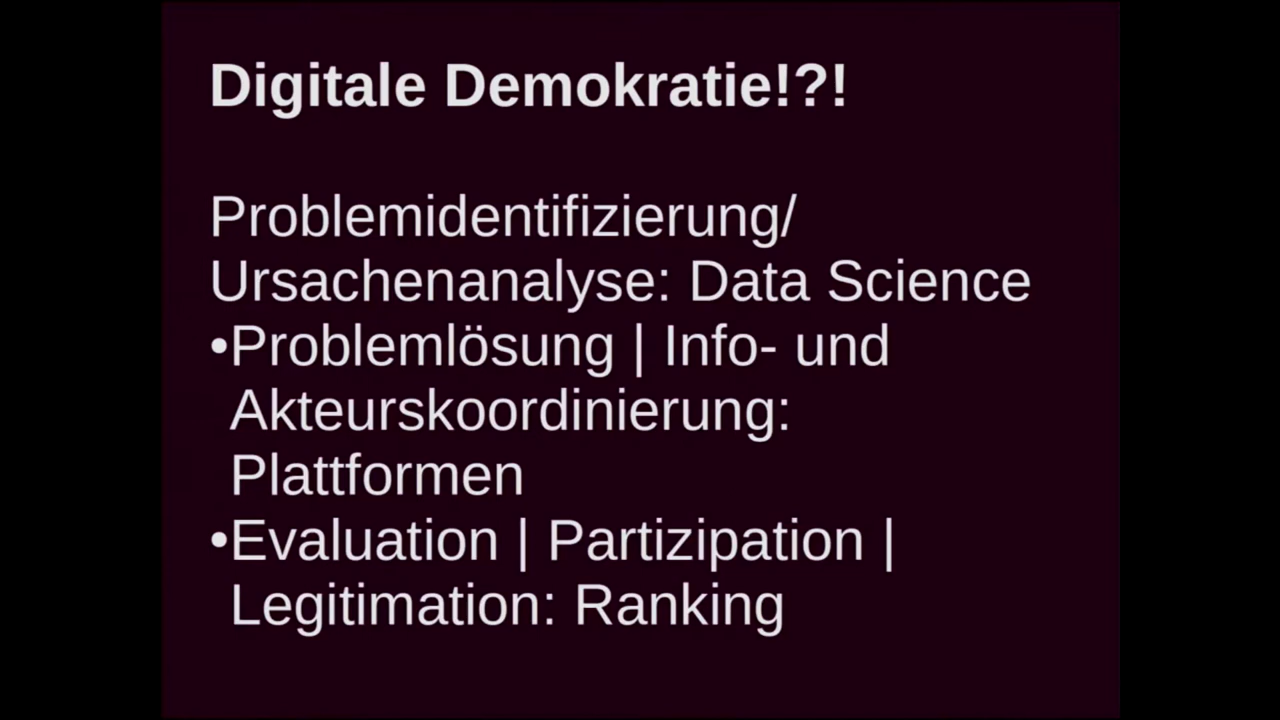 Digitale Demokratie!?!
Problemidentifizierung/
Ursachenanalyse: Data Science
•Problemlösung | Info- und
Akteurskoordinierung:
Plattformen
•Evaluation | Partizipation |
Legitimation: Ranking